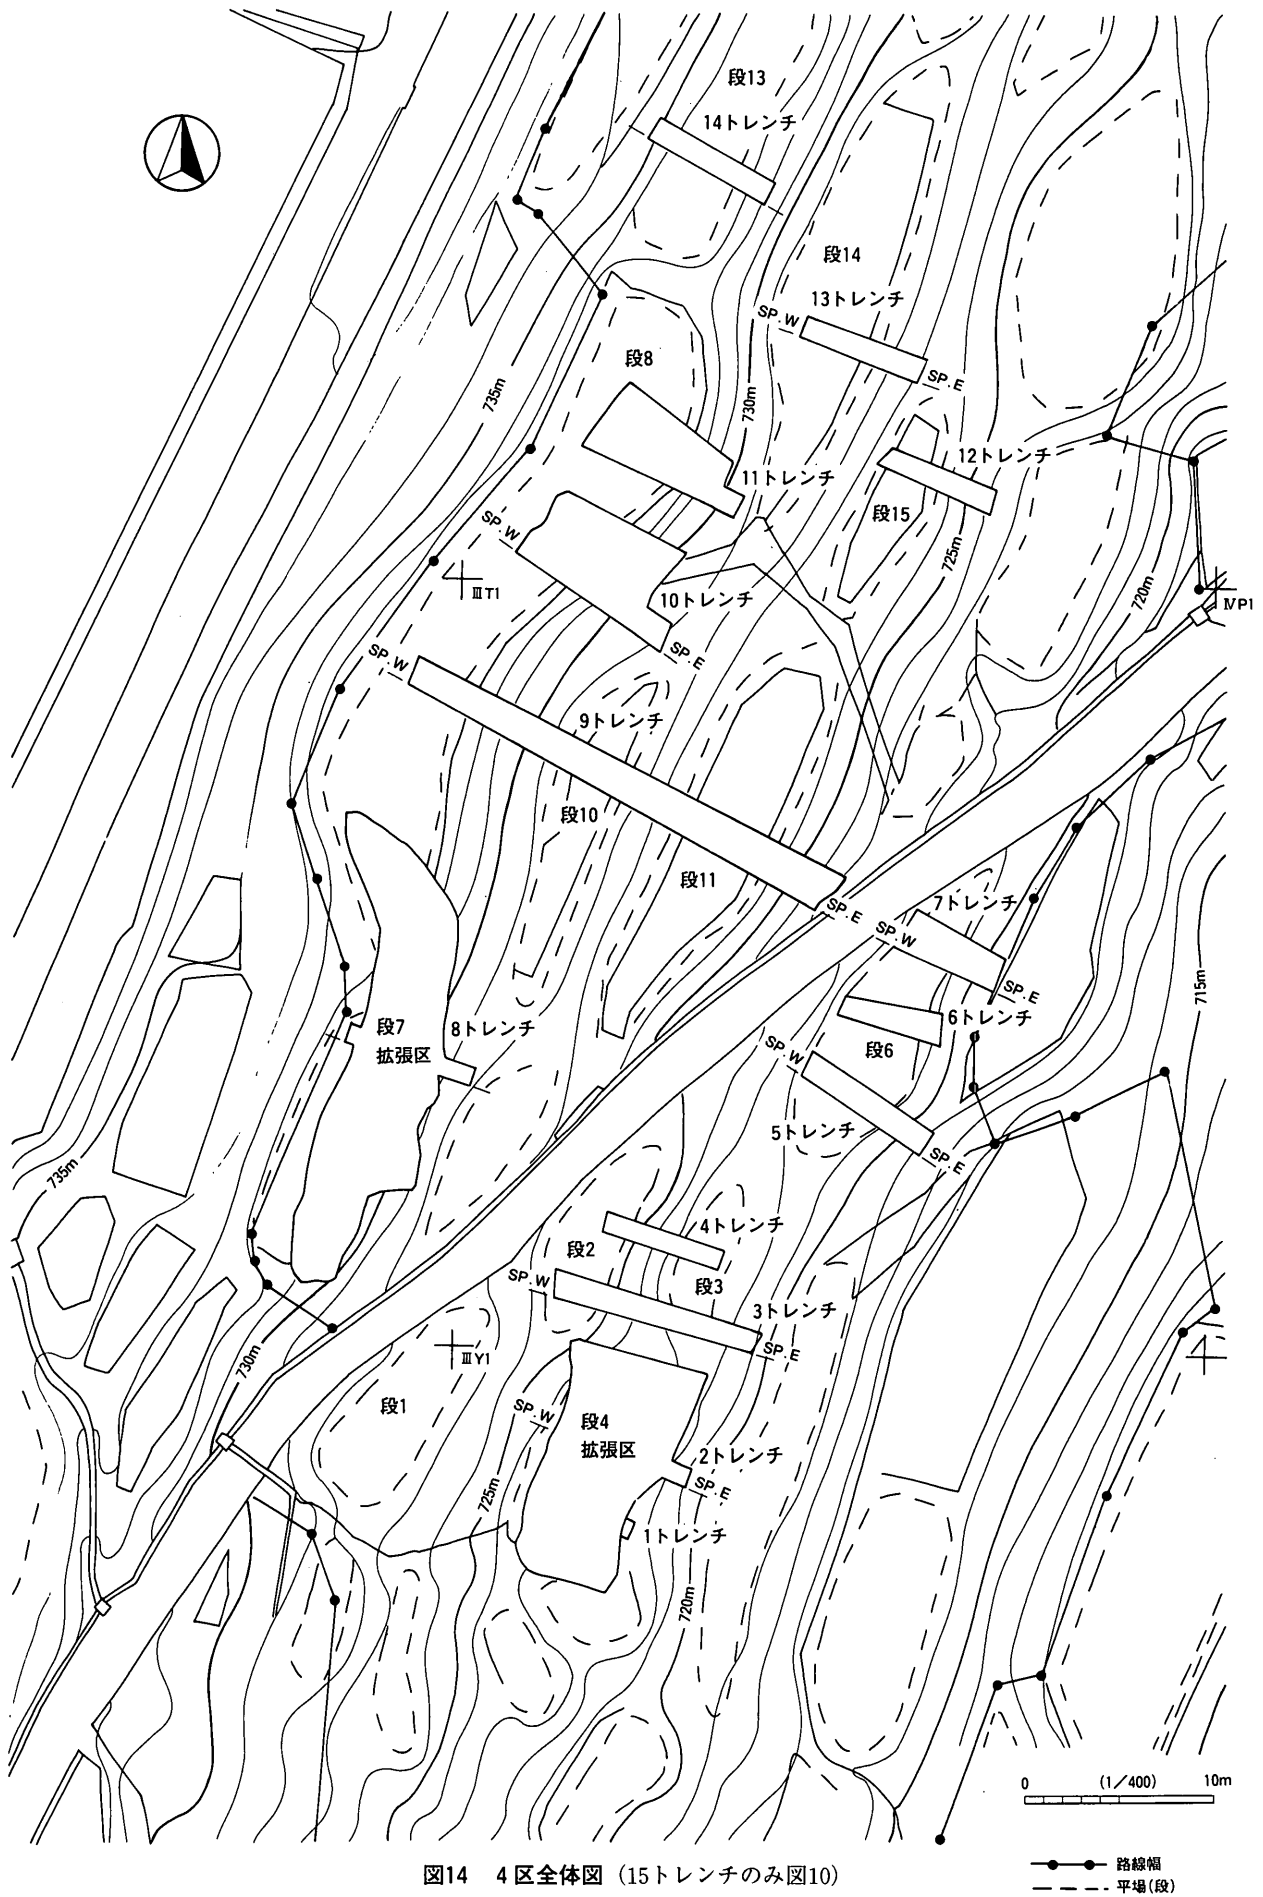 段13
14トレンチ
段14
13トレンチ
SP.W
SP.E
段8
735m
730m
12トレンチ
11トレンチ
段15
SP.W
725m
720m
ⅢT1
10トレンチ
ⅣP1
SP.E
SP.W
9トレンチ
段10
段11
7トレンチ
SP.E
SP.W
SP.E
715m
6トレンチ
段7
拡張区
8トレンチ
段6
SP.W
5トレンチ
SP.E
735m
4トレンチ
段2
段3
SP.W
3トレンチ
SP.E
730m
ⅢY1
段1
SP.W
段4
拡張区
2トレンチ
SP.E
725m
1トレンチ
720m
0 (1/400) 10m
図14 4区全体図 (15トレンチのみ図10)
路線幅
平場(段)